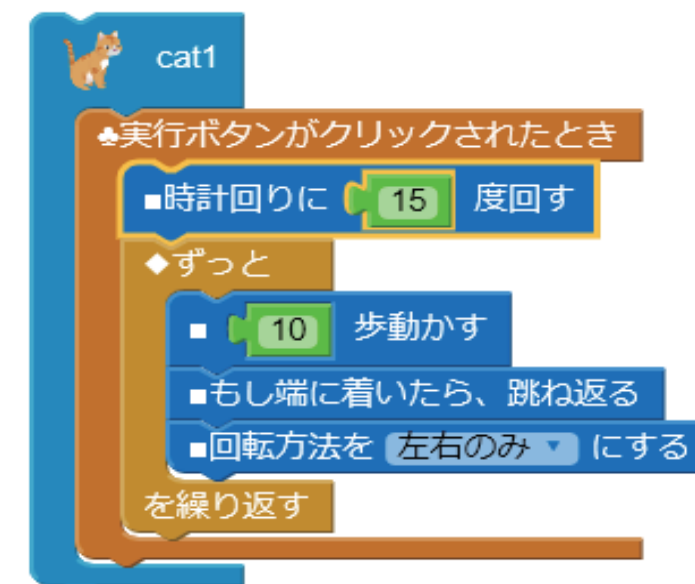 cat1
♣実行ボタンがクリックされたとき
■時計回りに 15 度回す
◆ずっと
■ 10 歩動かす
■もし端に着いたら、跳ね返る
■回転方法を 左右のみ ▼ にする
を繰り返す